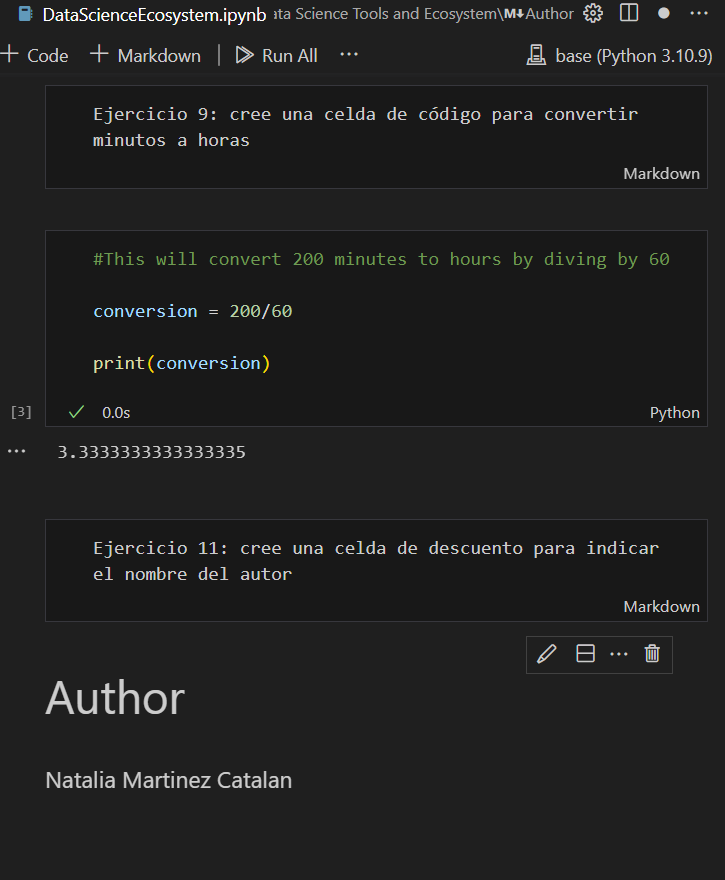 DataScienceEcosystem.ipynb ata Science Tools and Ecosystem\M↓Author
Code Markdown Run All ... base (Python 3.10.9)
Ejercicio 9: cree una celda de código para convertir
minutos a horas
Markdown
#This will convert 200 minutes to hours by diving by 60
conversion = 200/60
print(conversion)
[3] 0.0s Python
... 3.3333333333333335
Ejercicio 11: cree una celda de descuento para indicar
el nombre del autor
Markdown
Author
Natalia Martinez Catalan